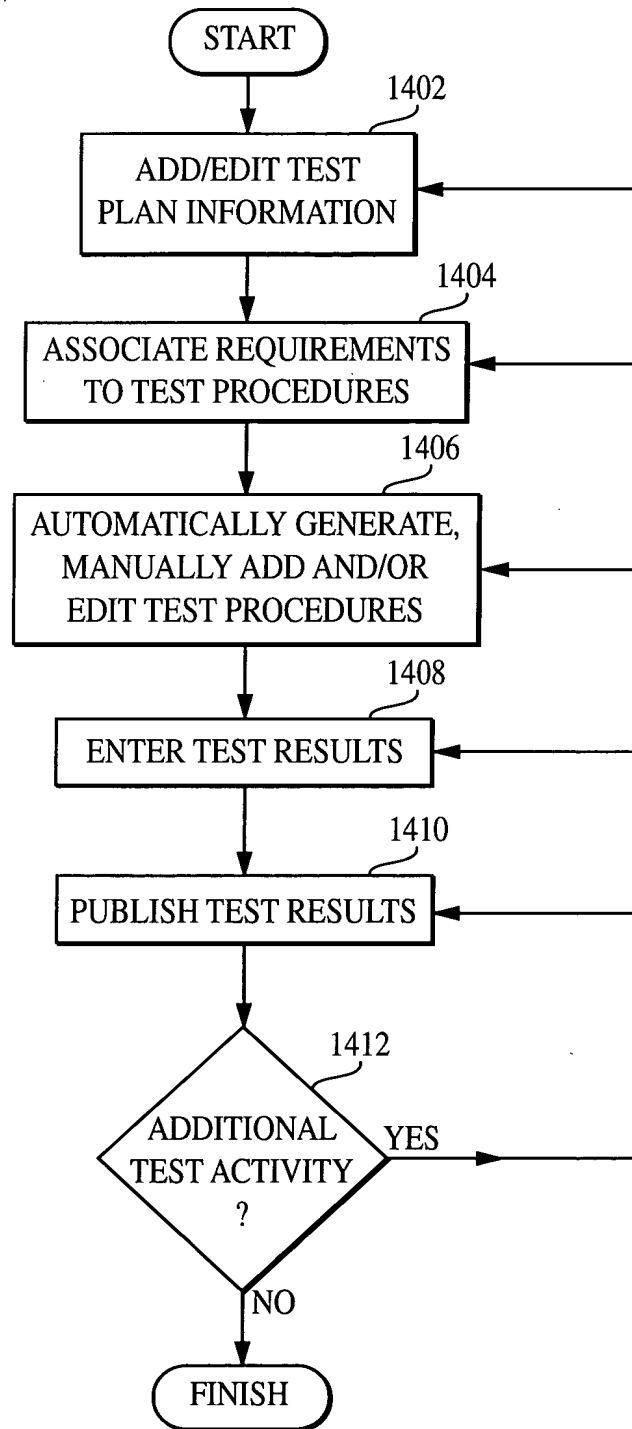 START
1402
ADD/EDIT TEST
PLAN INFORMATION
1404
ASSOCIATE REQUIREMENTS
TO TEST PROCEDURES
1406
AUTOMATICALLY GENERATE,
MANUALLY ADD AND/OR
EDIT TEST PROCEDURES
1408
ENTER TEST RESULTS
1410
PUBLISH TEST RESULTS
1412
ADDITIONAL
TEST ACTIVITY
?
YES
NO
FINISH